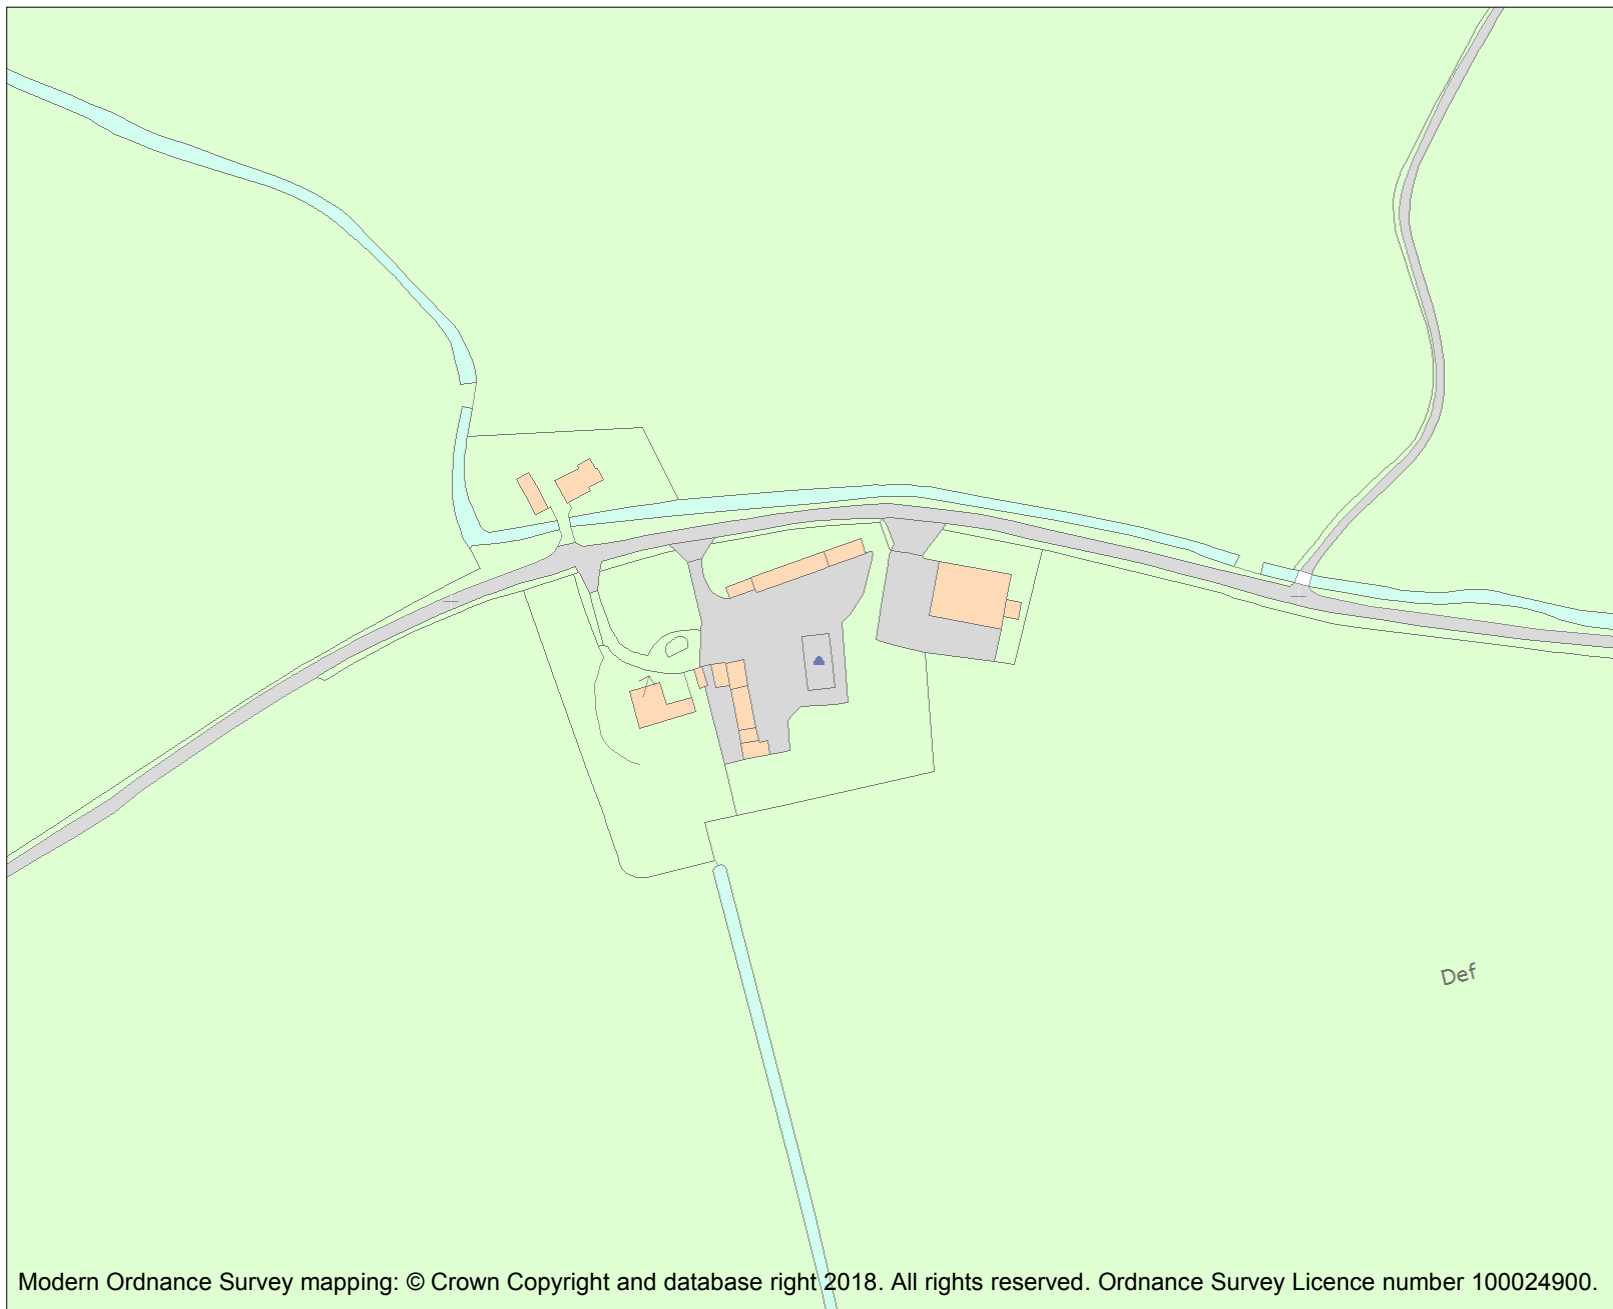 Def
Modern Ordnance Survey mapping: © Crown Copyright and database right 2018. All rights reserved. Ordnance Survey Licence number 100024900.